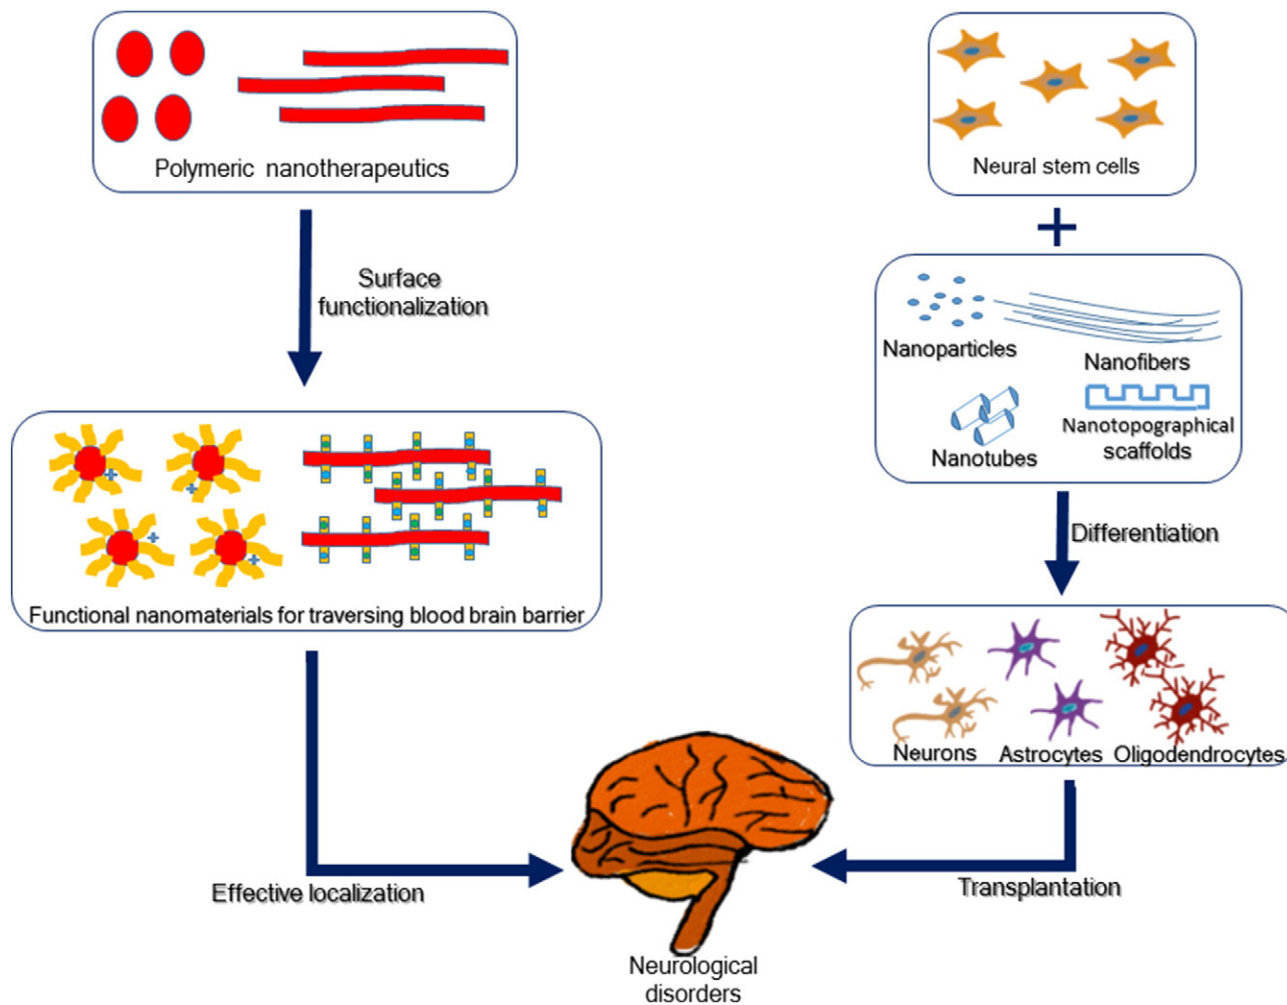 Polymeric nanotherapeutics
Surface
functionalization
Functional nanomaterials for traversing blood brain barrier
Effective localization
Neural stem cells
+
Nanoparticles
Nanofibers
Nanotubes
Nanotopographical
scaffolds
Differentiation
Neurons
Astrocytes
Oligodendrocytes
Transplantation
Neurological
disorders